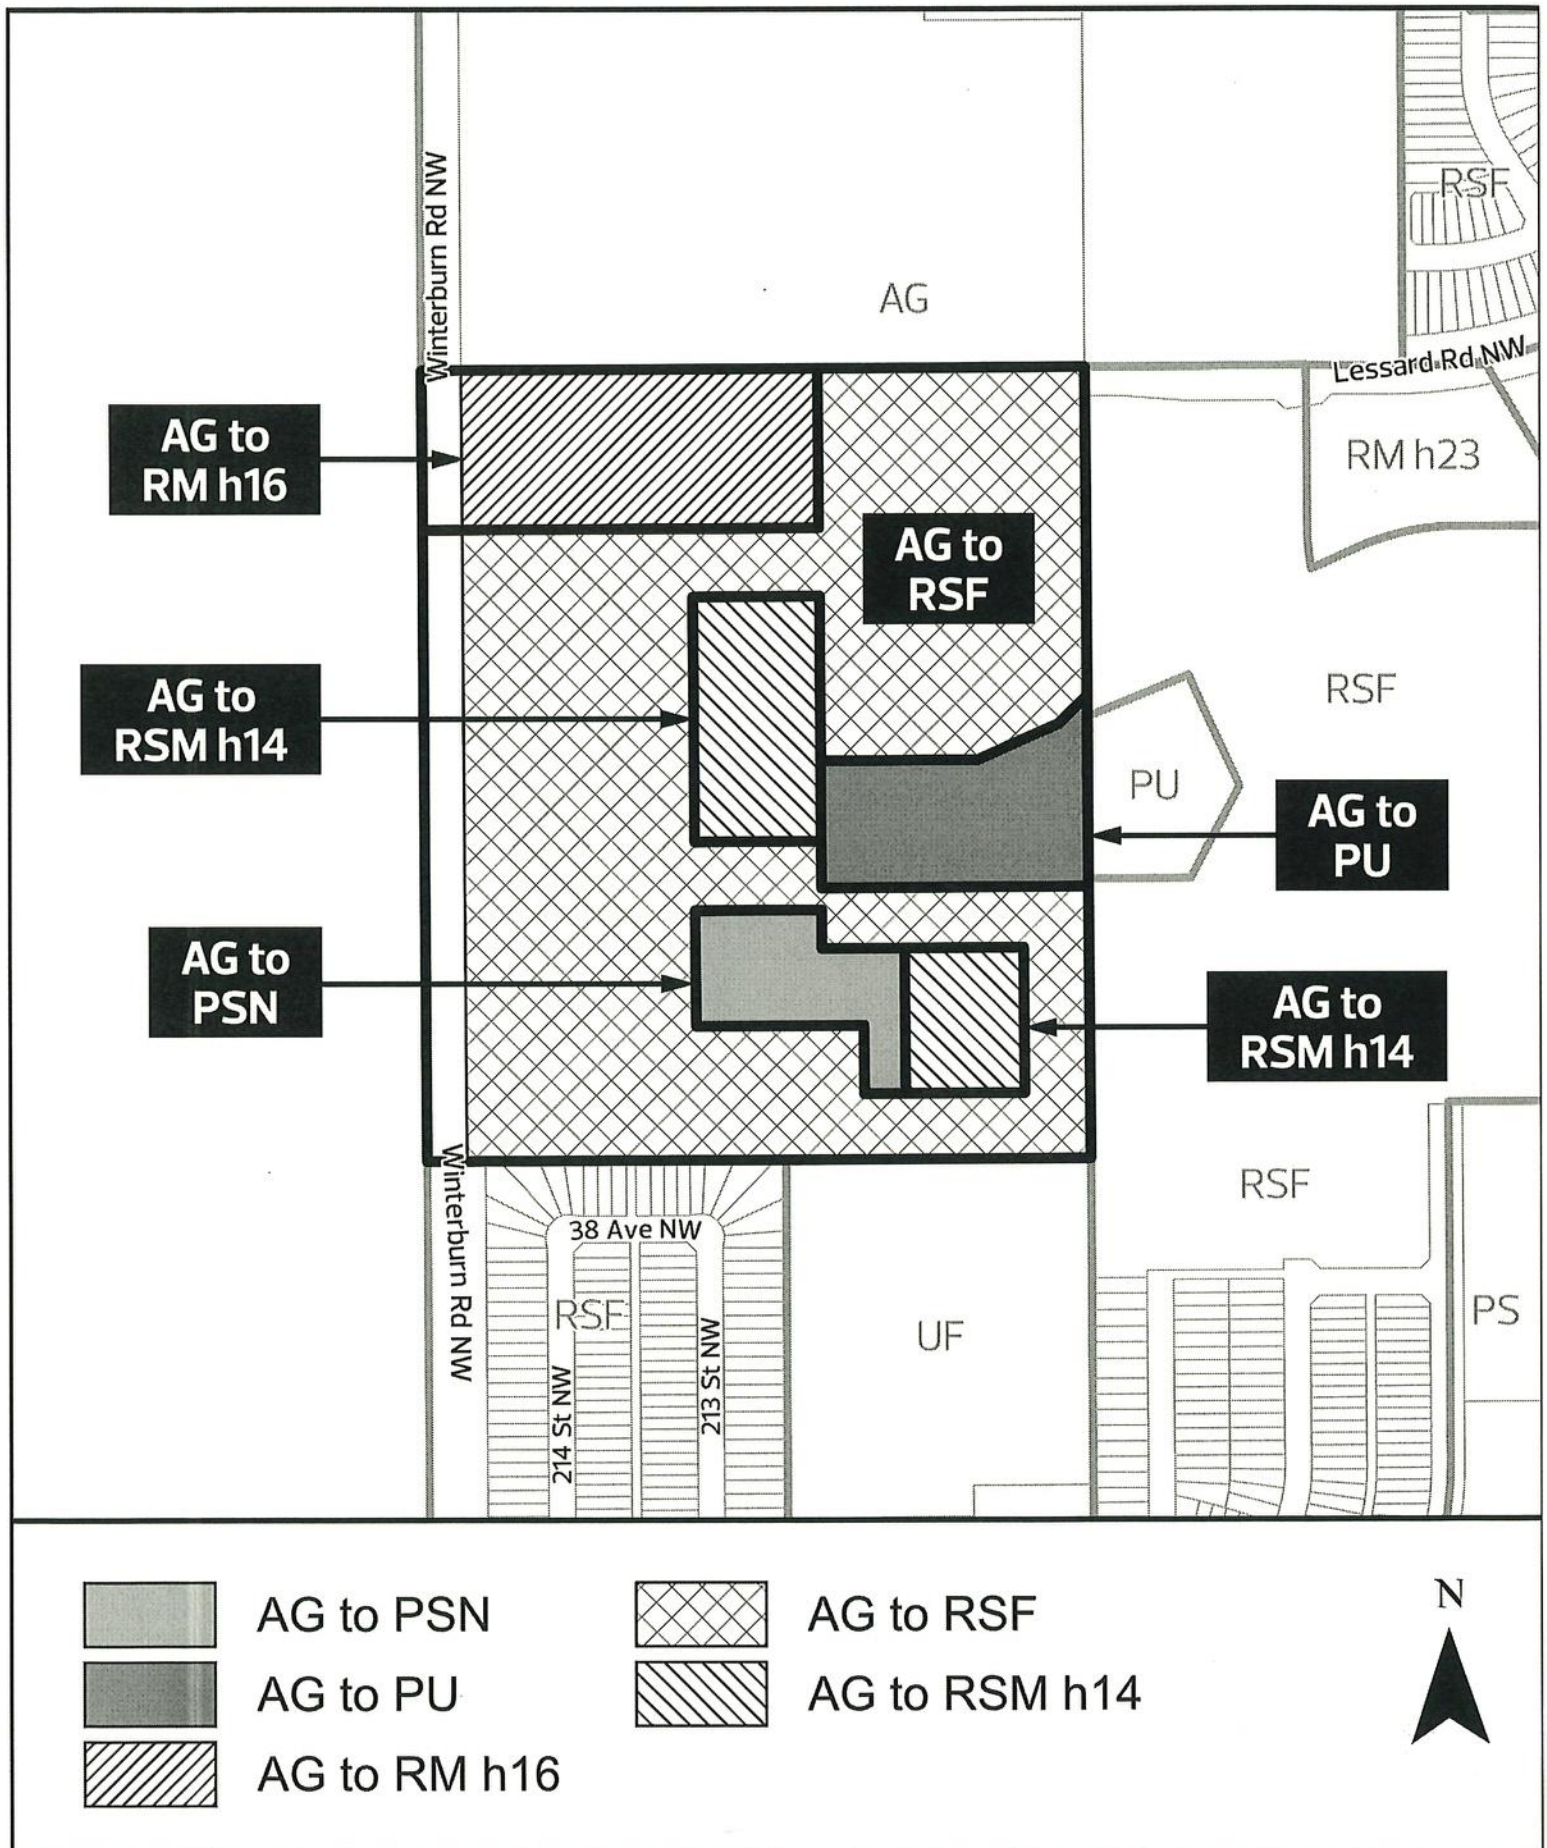 RSF
Winterburn Rd NW
AG
Lessard Rd NW
AG to
RM h16
RM h23
AG to
RSF
AG to
RSM h14
RSF
PU
AG to
PU
AG to
PSN
AG to
RSM h14
Winterburn Rd NW
RSF
38 Ave NW
RSF
214 St NW
213 St NW
UF
PS
AG to PSN
AG to RSF
AG to PU
AG to RSM h14
AG to RM h16
N